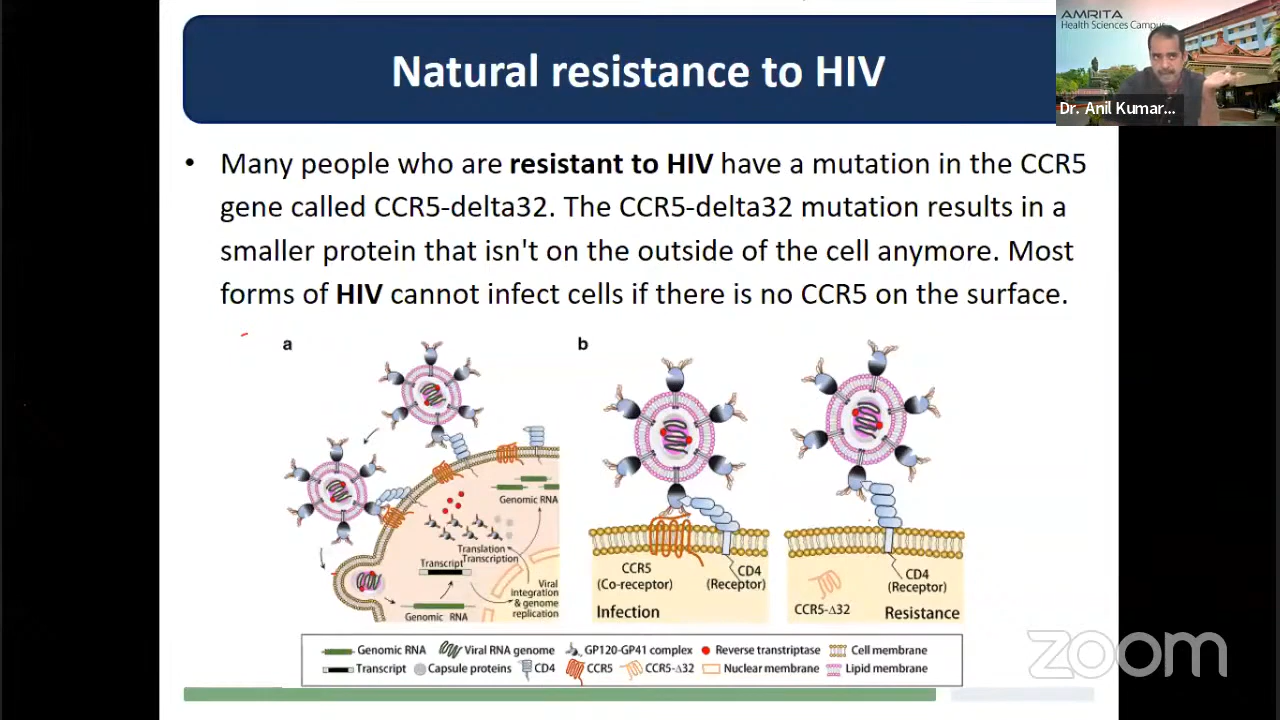 AMRITA
Health Sciences Campus
Dr. Anil Kumar...
Natural resistance to HIV
• Many people who are resistant to HIV have a mutation in the CCR5
gene called CCR5-delta32. The CCR5-delta32 mutation results in a
smaller protein that isn't on the outside of the cell anymore. Most
forms of HIV cannot infect cells if there is no CCR5 on the surface.
a
Genomic RNA
Translation
Transcription
Transcript
Viral
integration
& genome
replication
Genomic RNA
b
CCR5
(Co-receptor)
CD4
(Receptor)
Infection
CCR5-Δ32
CD4
(Receptor)
Resistance
Genomic RNA Viral RNA genome GP120-GP41 complex Reverse transtriptase Cell membrane
Transcript Capsule proteins CD4 CCR5 CCR5-Δ32 Nuclear membrane Lipid membrane
zoom